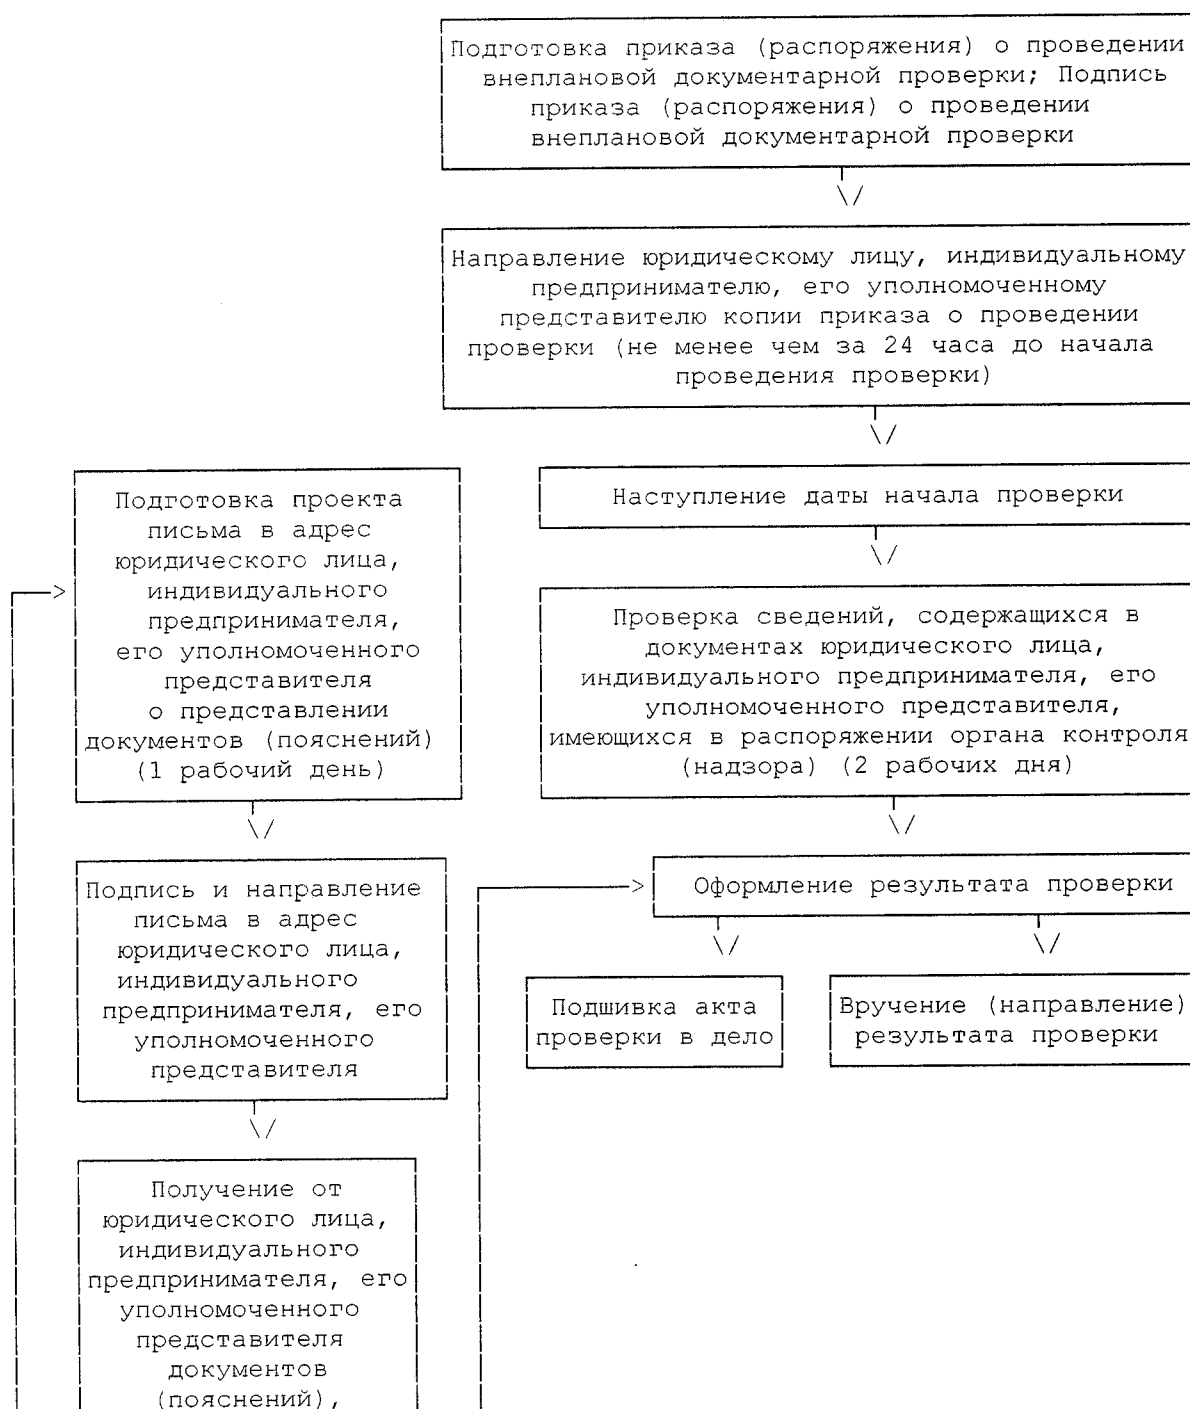 Подготовка приказа (распоряжения) о проведении
внеплановой документарной проверки; Подпись
приказа (распоряжения) о проведении
внеплановой документарной проверки
\/
Направление юридическому лицу, индивидуальному
предпринимателю, его уполномоченному
представителю копии приказа о проведении
проверки (не менее чем за 24 часа до начала
проведения проверки)
\/
Наступление даты начала проверки
\/
Проверка сведений, содержащихся в
документах юридического лица,
индивидуального предпринимателя, его
уполномоченного представителя,
имеющихся в распоряжении органа контроля
(надзора) (2 рабочих дня)
\/
> Оформление результата проверки
\/ \/
Подшивка акта
проверки в дело
Вручение (направление)
результата проверки
>
Подготовка проекта
письма в адрес
юридического лица,
индивидуального
предпринимателя,
его уполномоченного
представителя
о представлении
документов (пояснений)
(1 рабочий день)
\/
Подпись и направление
письма в адрес
юридического лица,
индивидуального
предпринимателя, его
уполномоченного
представителя
\/
Получение от
юридического лица,
индивидуального
предпринимателя, его
уполномоченного
представителя
документов
(пояснений),